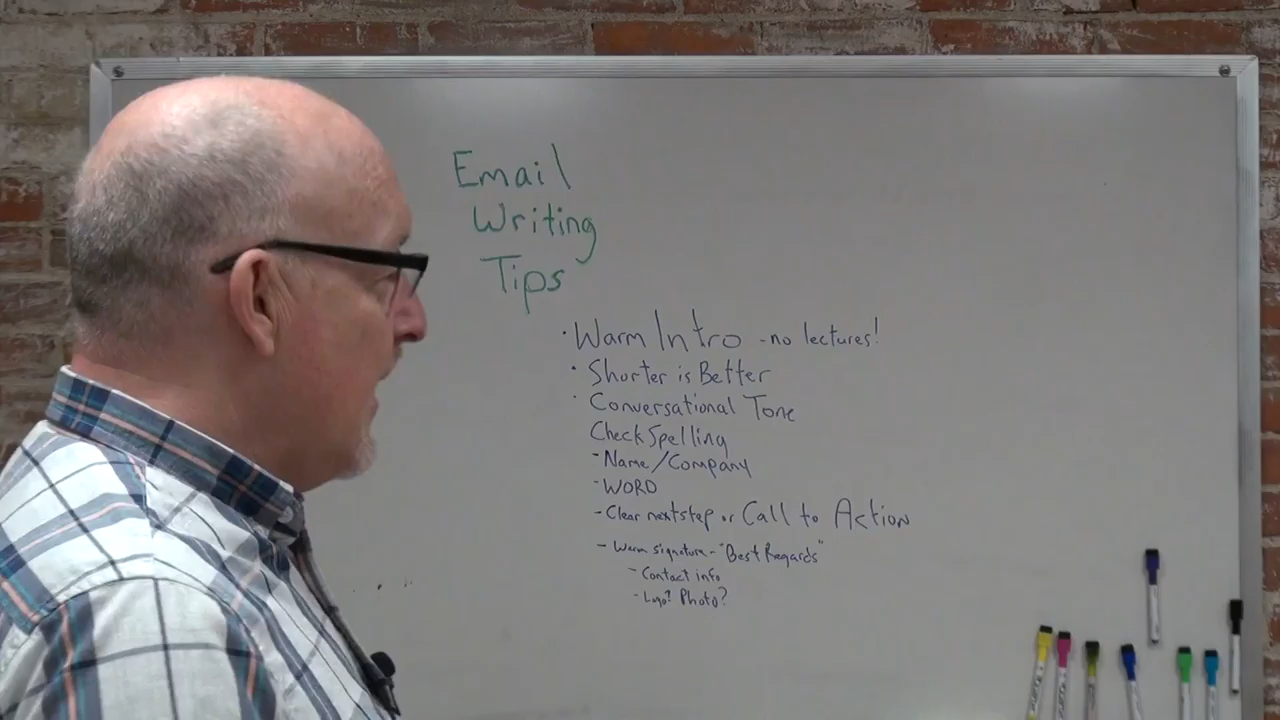 Email
Writing
Tips
· Warm Intro - no lectures!
· Shorter is Better
· Conversational Tone
Check Spelling
- Name/Company
- WORD
- Clear next step or Call to Action
- Warm signature - "Best Regards"
- Contact info
- Logo? Photo?